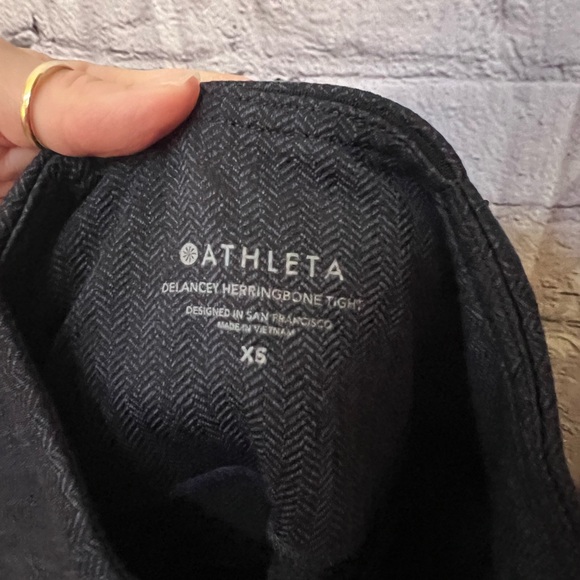 ATHLETA
DELANCEY HERRINGBONE TIGHT
DESIGNED IN SAN FRANCISCO
MADE IN VIETNAM
XS